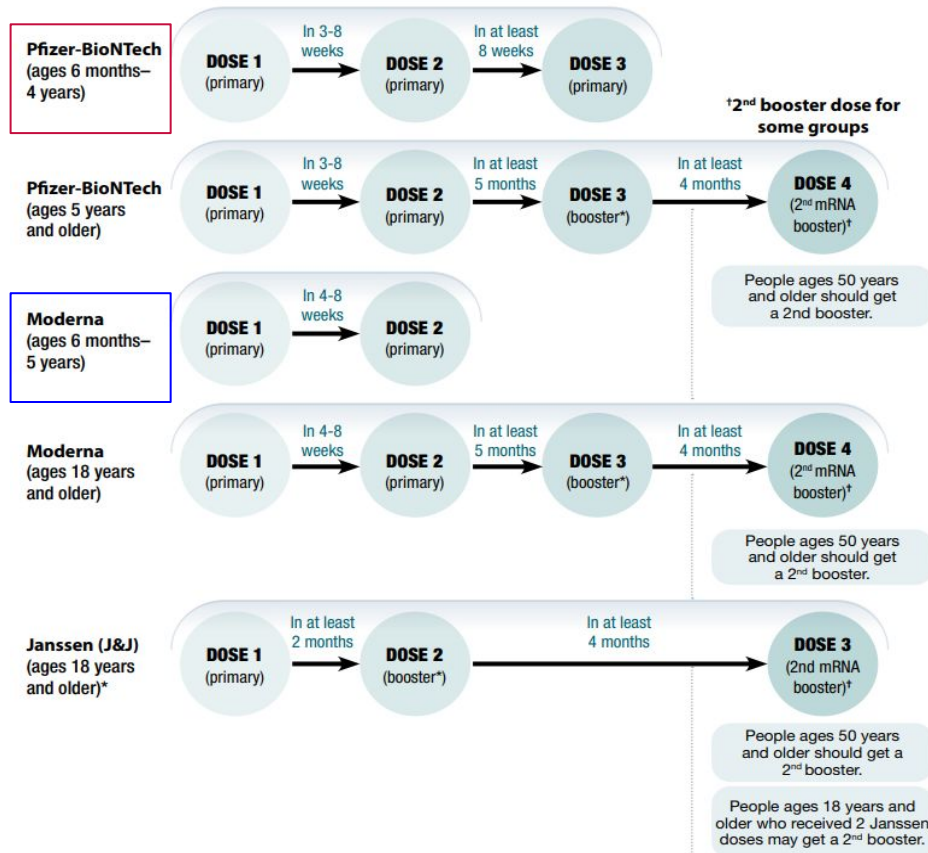 Pfizer-BioNTech
(ages 6 months–
4 years)
DOSE 1
(primary)
In 3-8
weeks
DOSE 2
(primary)
In at least
8 weeks
DOSE 3
(primary)
†2nd booster dose for
some groups
Pfizer-BioNTech
(ages 5 years
and older)
DOSE 1
(primary)
In 3-8
weeks
DOSE 2
(primary)
In at least
5 months
DOSE 3
(booster*)
In at least
4 months
DOSE 4
(2nd mRNA
booster)†
People ages 50 years
and older should get
a 2nd booster.
Moderna
(ages 6 months–
5 years)
DOSE 1
(primary)
In 4-8
weeks
DOSE 2
(primary)
Moderna
(ages 18 years
and older)
DOSE 1
(primary)
In 4-8
weeks
DOSE 2
(primary)
In at least
5 months
DOSE 3
(booster*)
In at least
4 months
DOSE 4
(2nd mRNA
booster)†
People ages 50 years
and older should get
a 2nd booster.
Janssen (J&J)
(ages 18 years
and older)*
DOSE 1
(primary)
In at least
2 months
DOSE 2
(booster*)
In at least
4 months
DOSE 3
(2nd mRNA
booster)†
People ages 50 years
and older should get a
2nd booster.
People ages 18 years and
older who received 2 Janssen
doses may get a 2nd booster.